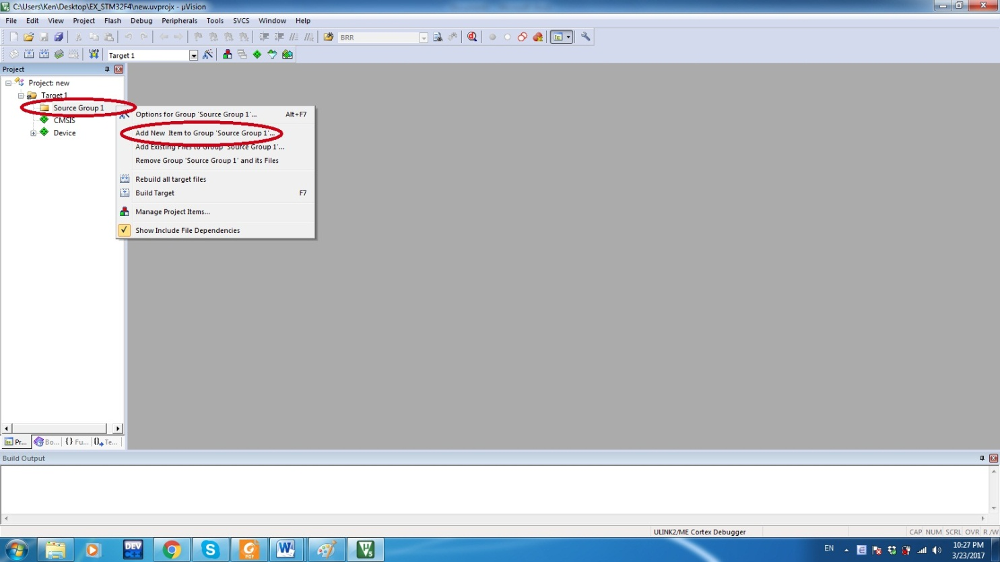 C:\Users\Ken\Desktop\EX_STM32F4\new.uvprojx - µVision
File Edit View Project Flash Debug Peripherals Tools SVCS Window Help
BRR
LOAD Target 1
Project
Project: new
Target 1
Source Group 1
CMSIS
Device
Options for Group 'Source Group 1'... Alt+F7
Add New Item to Group 'Source Group 1'...
Add Existing Files to Group 'Source Group 1'...
Remove Group 'Source Group 1' and its Files
Rebuild all target files
Build Target F7
Manage Project Items...
Show Include File Dependencies
Pr... Bo... {} Fu... Te...
Build Output
ULINK2/ME Cortex Debugger CAP NUM SCRL OVR R /W
DEV
PDF
EN
10:27 PM
3/23/2017